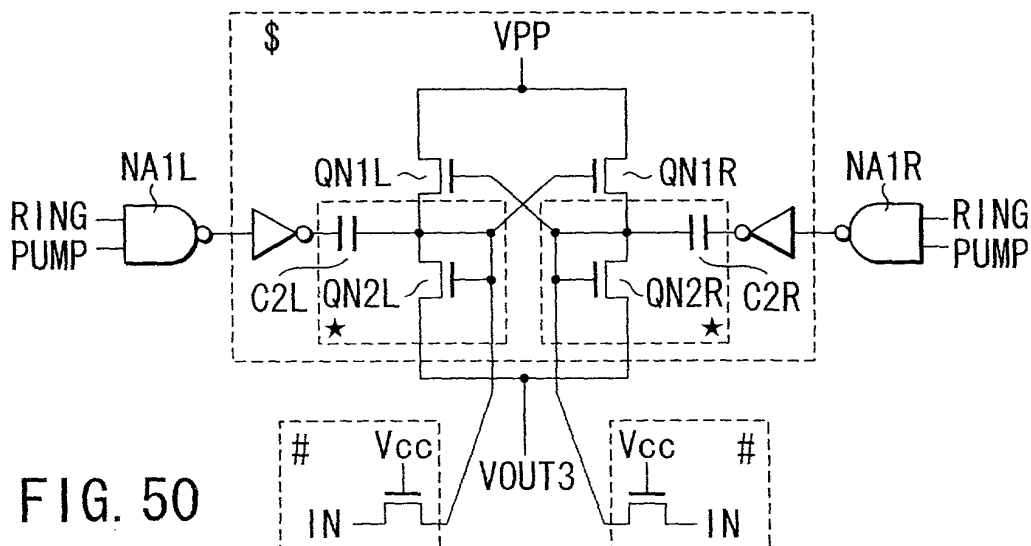 $
VPP
NA1L
QN1L
QN1R
NA1R
RING
PUMP
RING
PUMP
C2L
QN2L
QN2R
C2R
★
★
#
Vcc
VOUT3
Vcc
#
IN
IN
FIG. 50